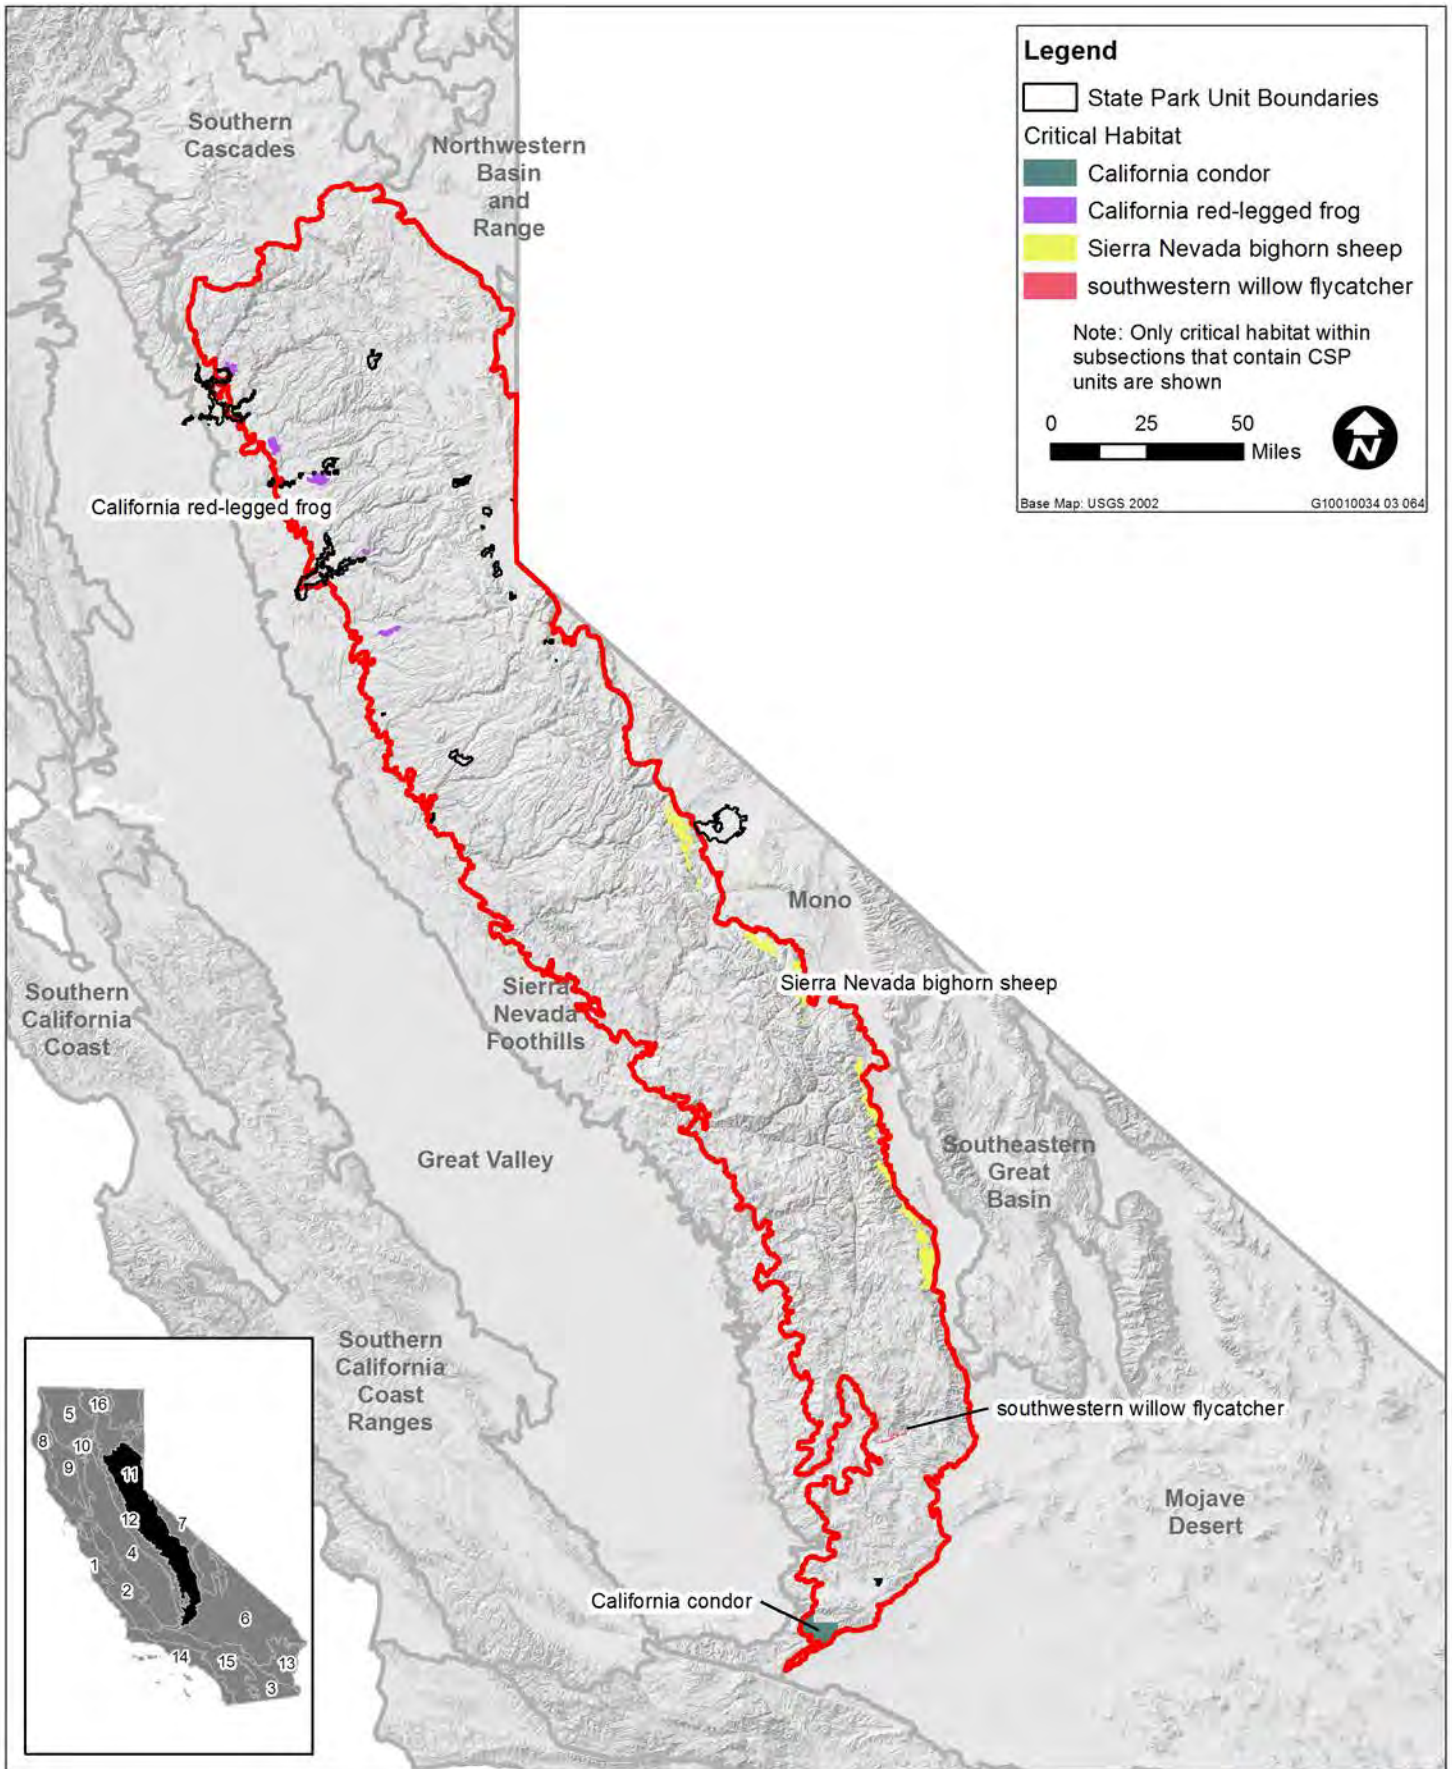 Legend
State Park Unit Boundaries
Critical Habitat
California condor
California red-legged frog
Sierra Nevada bighorn sheep
southwestern willow flycatcher
Note: Only critical habitat within
subsections that contain CSP
units are shown
0 25 50
Miles
N
Base Map: USGS 2002
G10010034 03 064
Southern
Cascades
Northwestern
Basin
and
Range
California red-legged frog
Mono
Sierra Nevada bighorn sheep
Sierra
Nevada
Foothills
Southern
California
Coast
Great Valley
Southeastern
Great
Basin
Southern
California
Coast
Ranges
southwestern willow flycatcher
Mojave
Desert
California condor
16
5
8
10
9
11
12
7
4
1
2
6
14
15
13
3